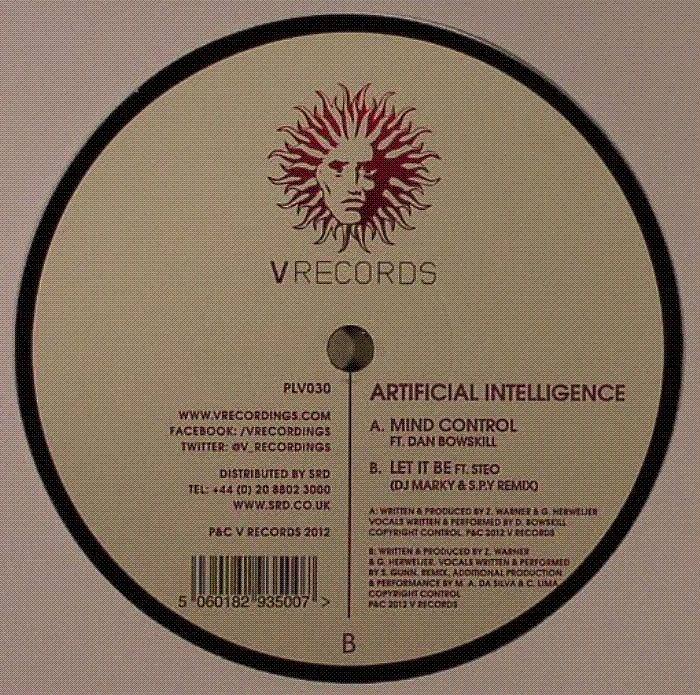 V RECORDS
PLV030
WWW.VRECORDINGS.COM
FACEBOOK: /VRECORDINGS
TWITTER: @V_RECORDINGS
DISTRIBUTED BY SRD
TEL: +44 (0) 20 8802 3000
WWW.SRD.CO.UK
P&C V RECORDS 2012
5 060182 935007 >
ARTIFICIAL INTELLIGENCE
A. MIND CONTROL
FT. DAN BOWSKILL
B. LET IT BE FT. STEO
(DJ MARKY & S.P.Y REMIX)
A: WRITTEN & PRODUCED BY Z. WARNER & G. HERWEIJER
VOCALS WRITTEN & PERFORMED BY D. BOWSKILL
COPYRIGHT CONTROL. P&C 2012 V RECORDS
B: WRITTEN & PRODUCED BY Z. WARNER
& G. HERWEIJER. VOCALS WRITTEN & PERFORMED
BY S. GUNN. REMIX, ADDITIONAL PRODUCTION
& PERFORMANCE BY M. A. DA SILVA & C. LIMA
COPYRIGHT CONTROL
P&C 2012 V RECORDS
B